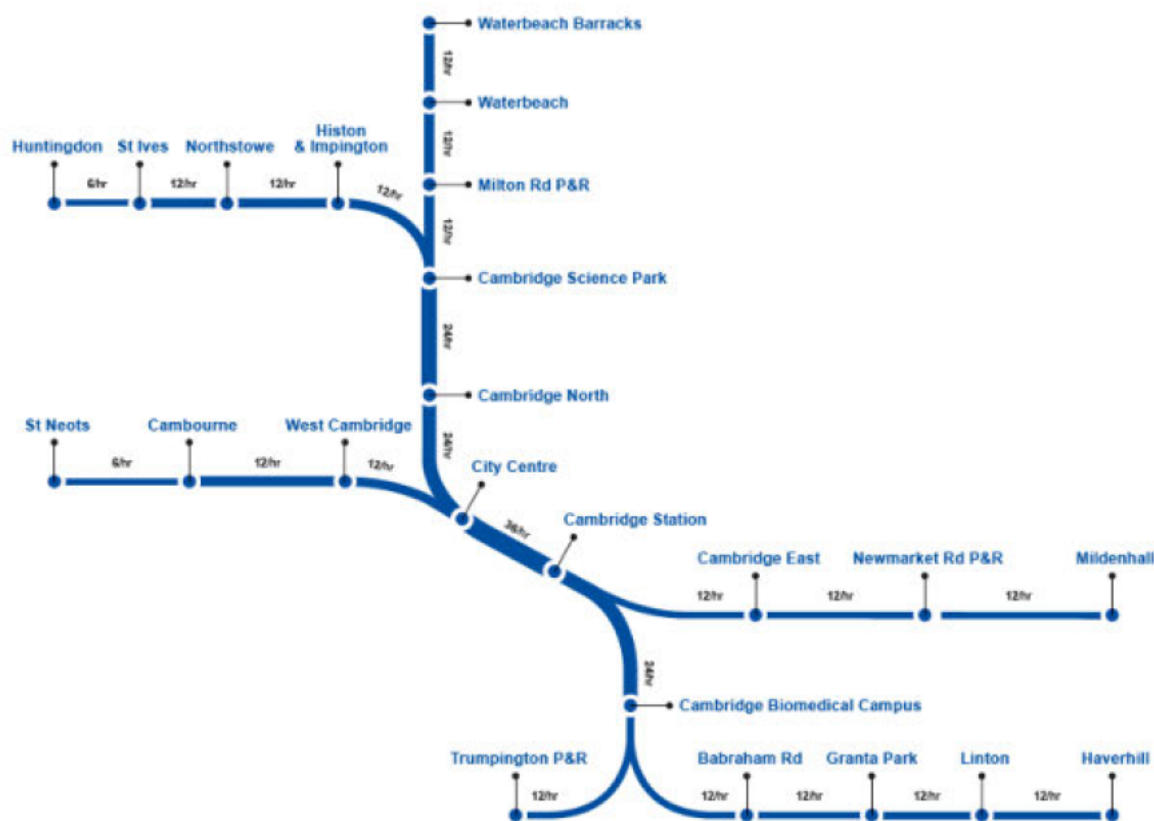 Waterbeach Barracks
12/hr
Waterbeach
12/hr
Huntingdon
St Ives
Northstowe
Histon
& Impington
6/hr
12/hr
12/hr
12/hr
Milton Rd P&R
12/hr
Cambridge Science Park
24/hr
Cambridge North
24/hr
St Neots
Cambourne
West Cambridge
6/hr
12/hr
12/hr
City Centre
36/hr
Cambridge Station
Cambridge East
Newmarket Rd P&R
Mildenhall
12/hr
12/hr
12/hr
24/hr
Cambridge Biomedical Campus
Trumpington P&R
Babraham Rd
Granta Park
Linton
Haverhill
12/hr
12/hr
12/hr
12/hr
12/hr